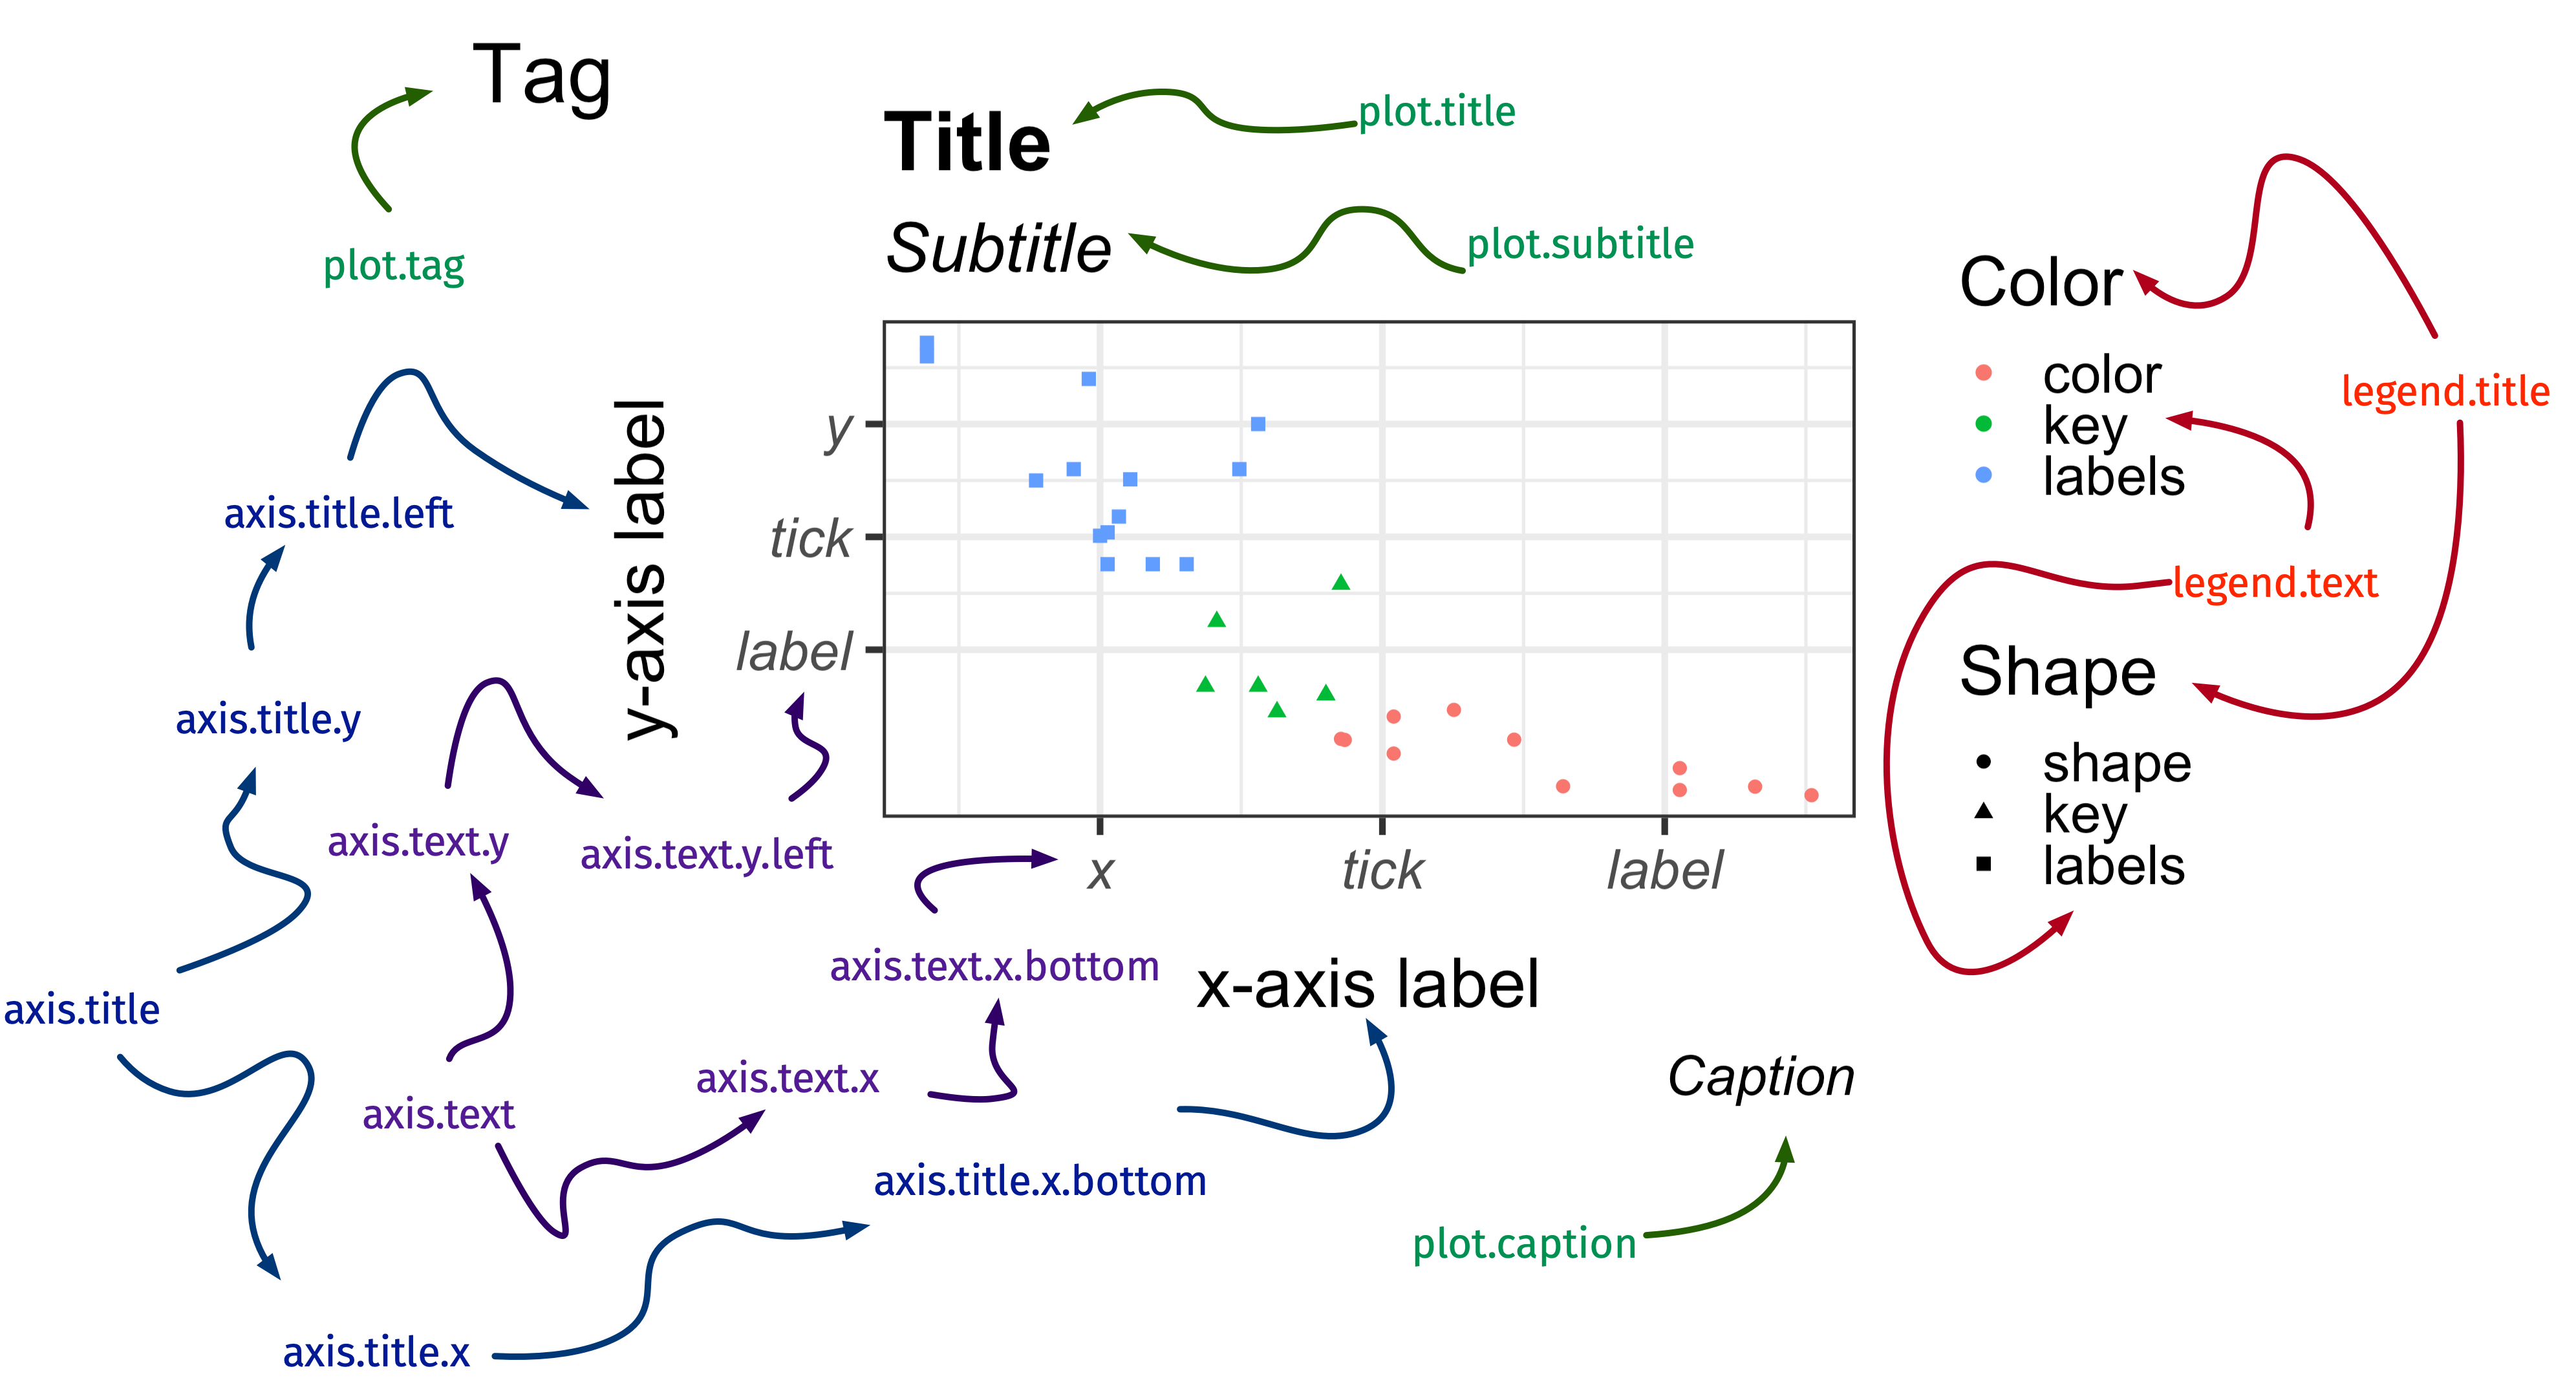 Tag
plot.tag
Title
plot.title
Subtitle
plot.subtitle
axis.title.left
axis.title.y
axis.title
axis.title.x
axis.title.x.bottom
axis.text.y
axis.text.y.left
axis.text
axis.text.x
axis.text.x.bottom
y-axis label
y
tick
label
x
tick
label
x-axis label
Caption
plot.caption
Color
color
key
labels
legend.title
legend.text
Shape
shape
key
labels